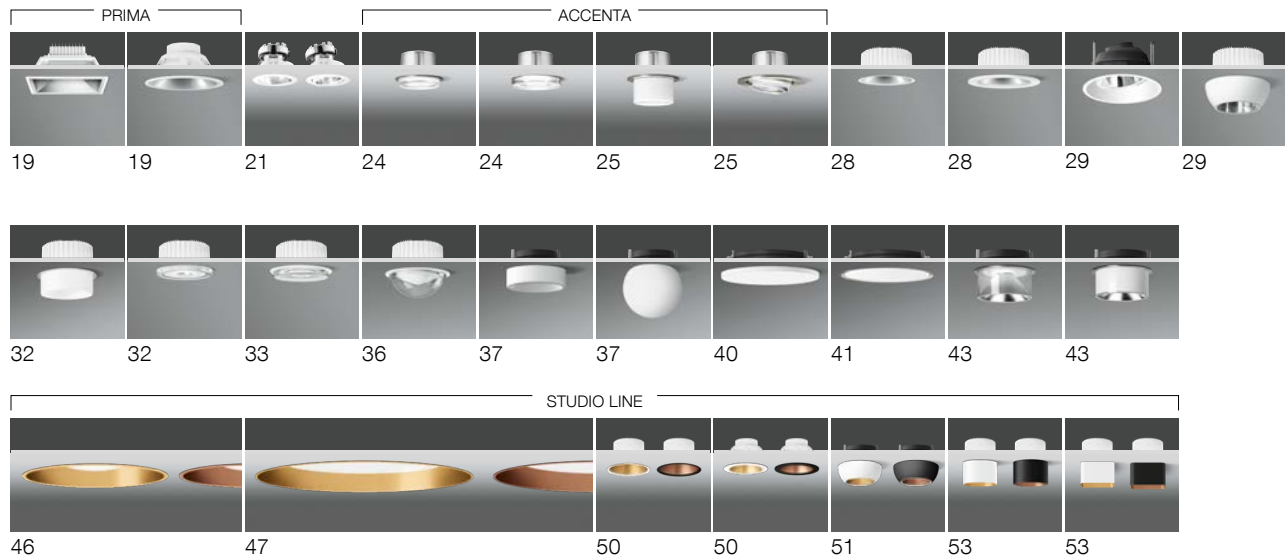 PRIMA ACCENTA
19 19 21 24 24 25 25 28 28 29 29
32 32 33 36 37 37 40 41 43 43
STUDIO LINE
46 47 50 50 51 53 53